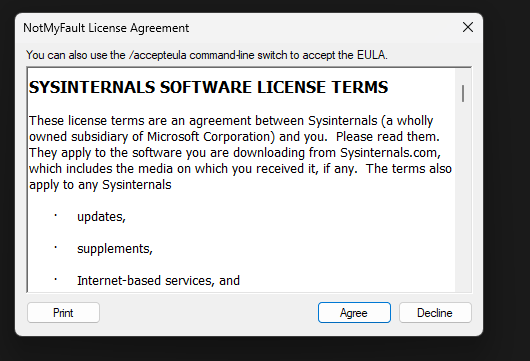 NotMyFault License Agreement
You can also use the /accepteula command-line switch to accept the EULA.
SYSINTERNALS SOFTWARE LICENSE TERMS
These license terms are an agreement between Sysinternals (a wholly
owned subsidiary of Microsoft Corporation) and you.  Please read them.
They apply to the software you are downloading from Sysinternals.com,
which includes the media on which you received it, if any.  The terms also
apply to any Sysinternals
· updates,
· supplements,
· Internet-based services, and
Print
Agree
Decline